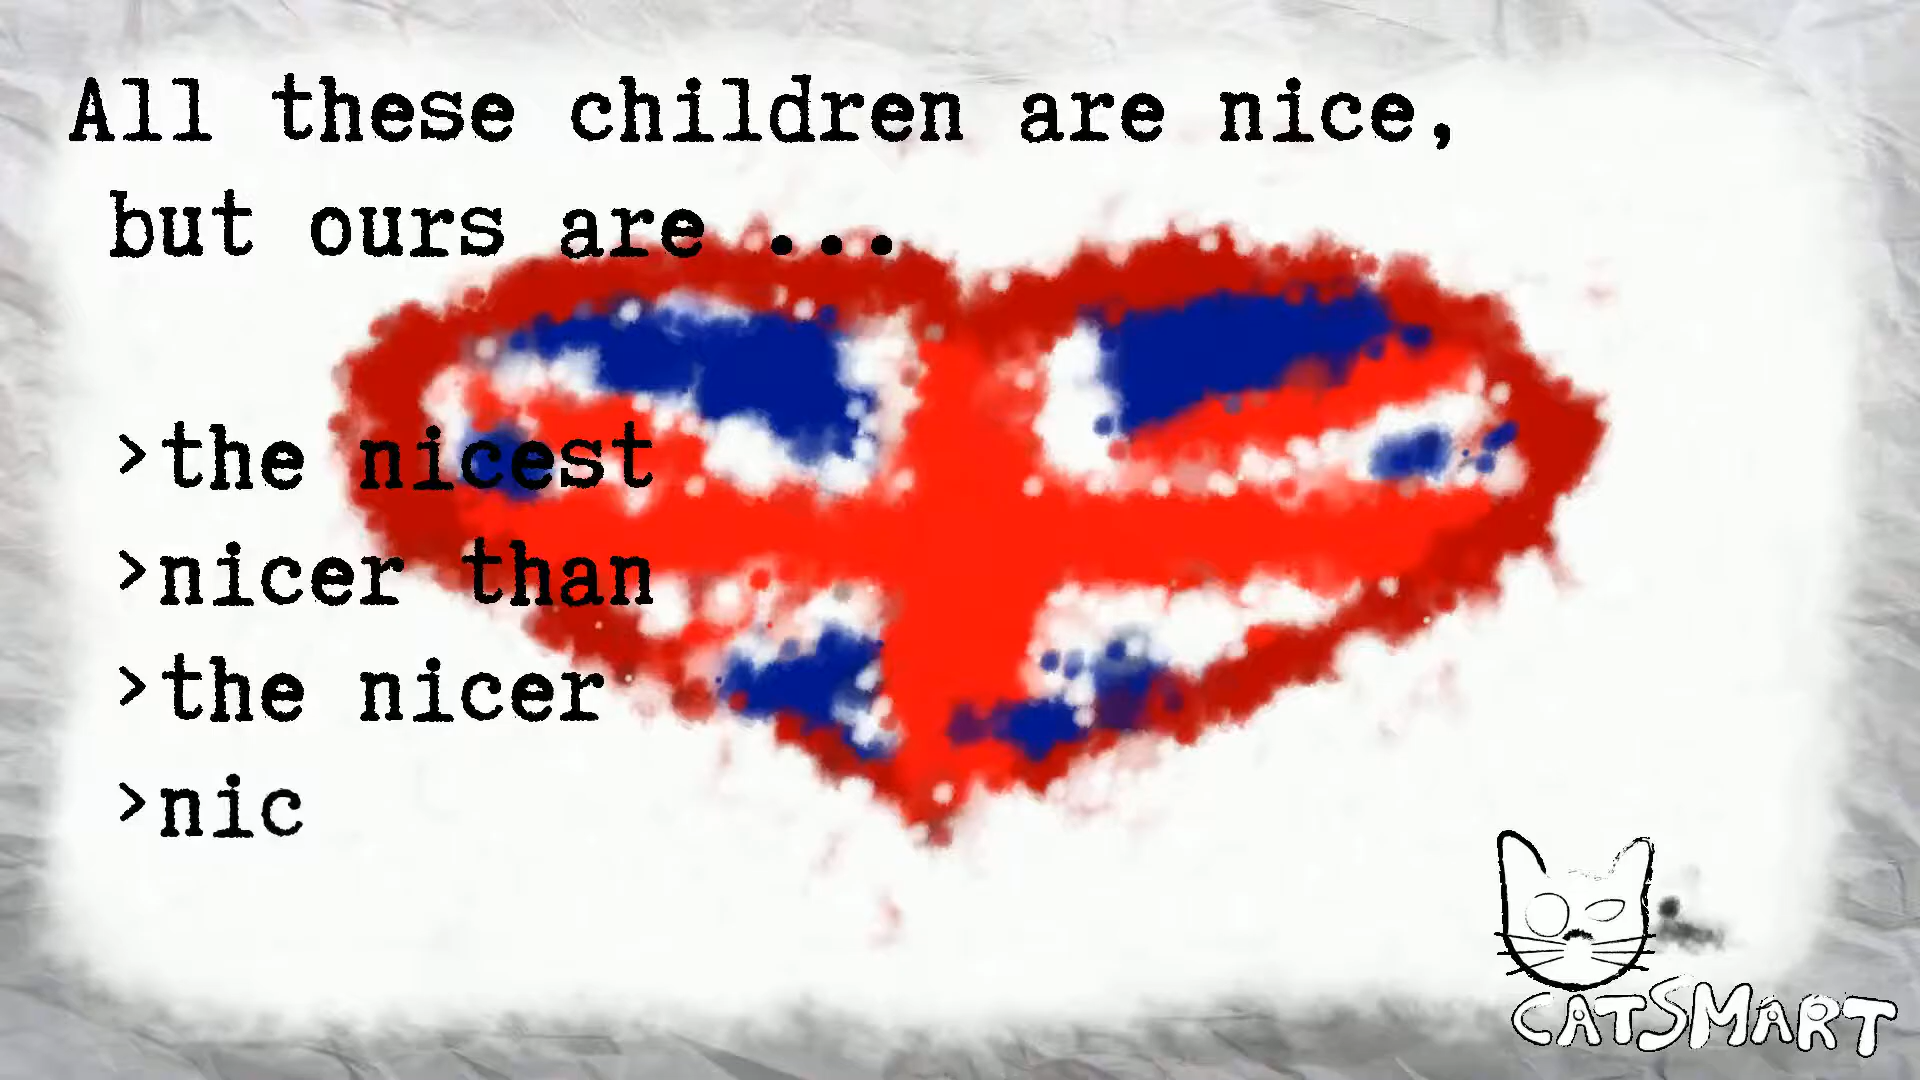 All these children are nice,
but ours are ...
>the nicest
>nicer than
>the nicer
>nic
CATSMART